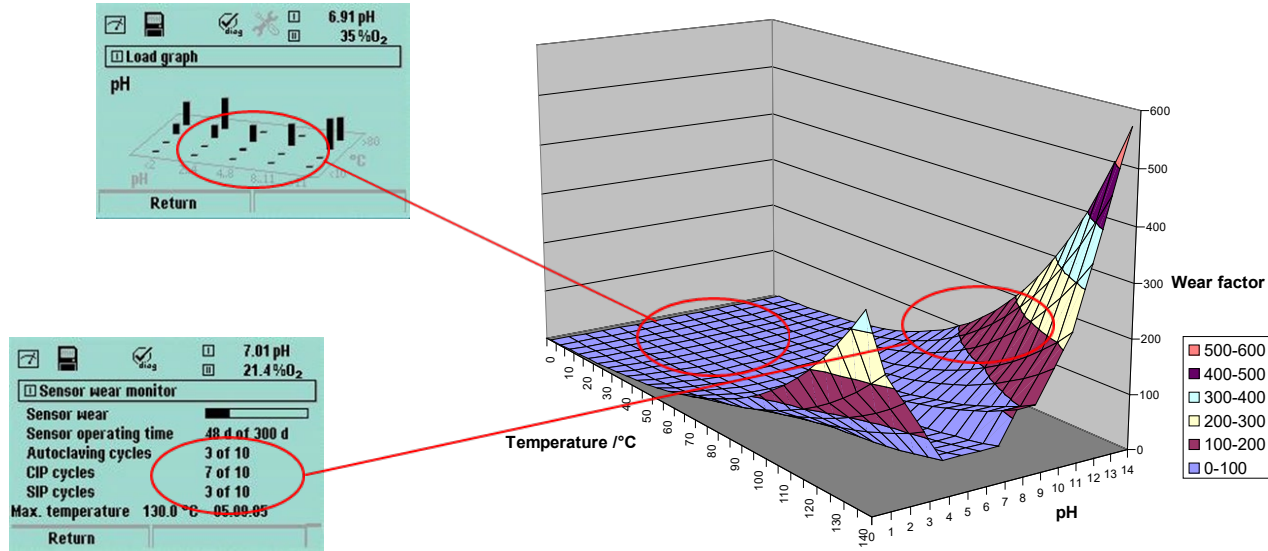 6.91 pH
35 %O2
diag
Load graph
pH
>80
°C
<10
<2
4..8
8..11
pH
Return
7.01 pH
21.4 %O2
diag
Sensor wear monitor
Sensor wear
Sensor operating time 48 d of 300 d
Autoclaving cycles 3 of 10
CIP cycles 7 of 10
SIP cycles 3 of 10
Max. temperature 130.0 °C 05.09.05
Return
600
500
400
300
200
100
0
Wear factor
0
10
20
30
40
50
60
70
80
90
100
110
120
130
140
Temperature /°C
1 2 3 4 5 6 7 8 9 10 11 12 13 14
pH
500-600
400-500
300-400
200-300
100-200
0-100